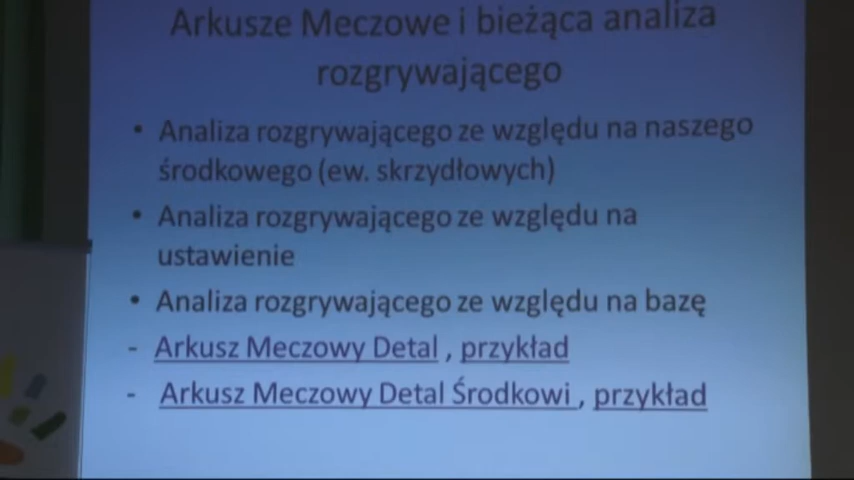 Arkusze Meczowe i bieżąca analiza
rozgrywającego
• Analiza rozgrywającego ze względu na naszego
środkowego (ew. skrzydłowych)
• Analiza rozgrywającego ze względu na
ustawienie
• Analiza rozgrywającego ze względu na bazę
- Arkusz Meczowy Detal , przykład
- Arkusz Meczowy Detal Środkowi , przykład